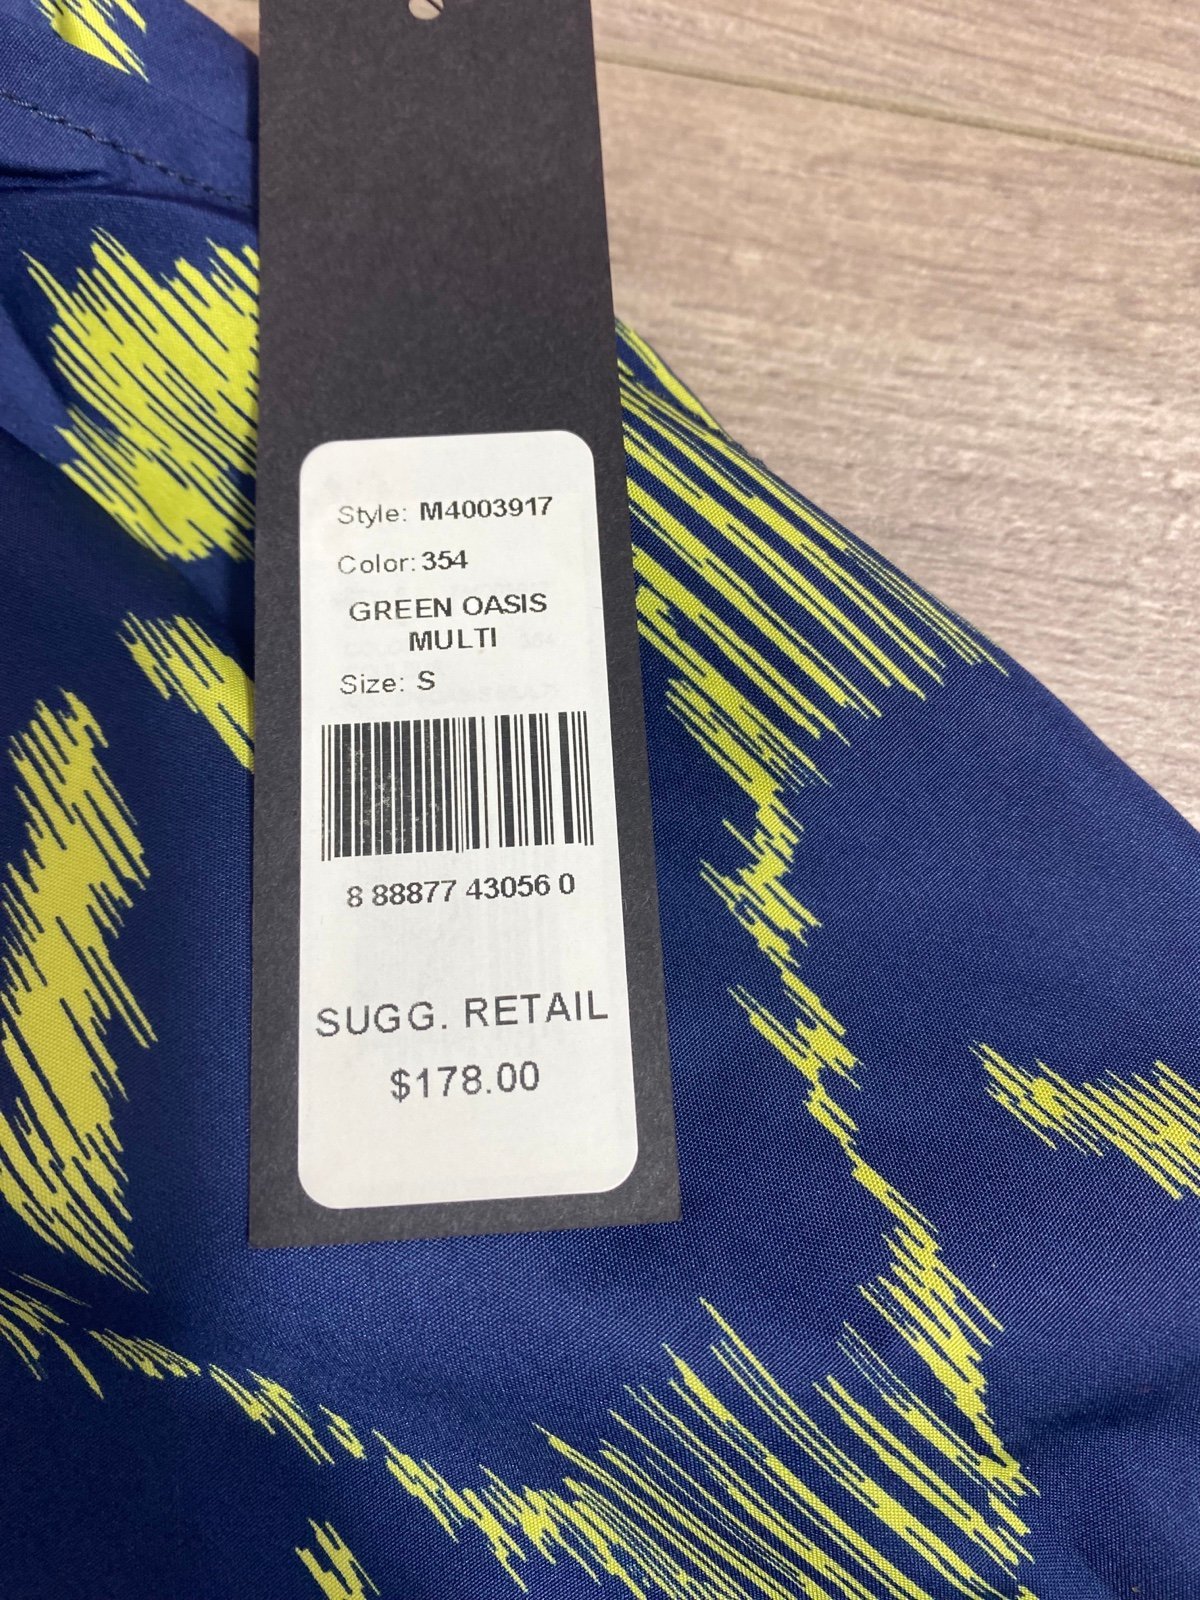 Style: M4003917
Color: 354
GREEN OASIS
MULTI
Size: S
8 88877 43056 0
SUGG. RETAIL
$178.00